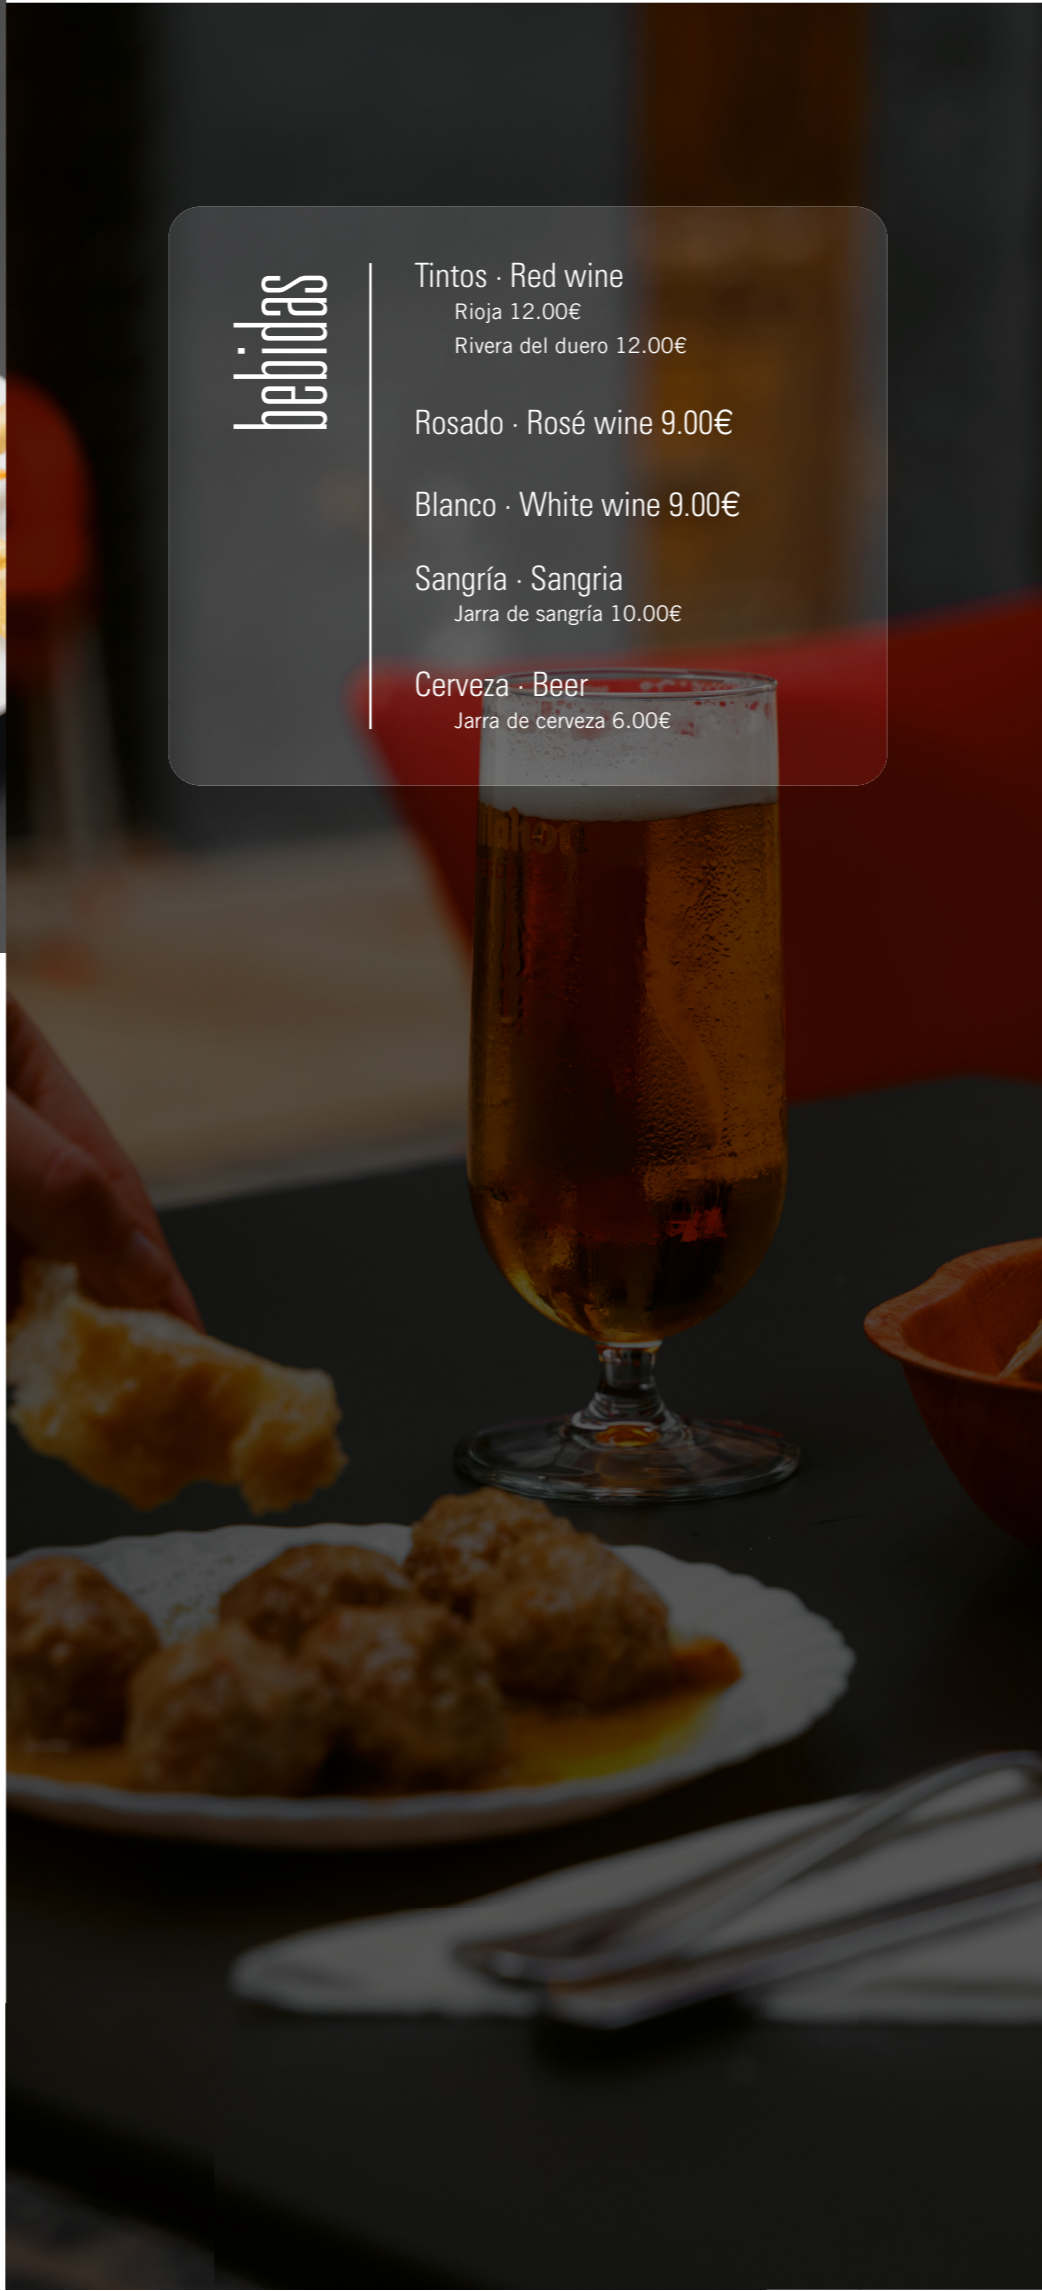 bebidas
Tintos · Red wine
Rioja 12.00€
Rivera del duero 12.00€
Rosado · Rosé wine 9.00€
Blanco · White wine 9.00€
Sangría · Sangria
Jarra de sangría 10.00€
Cerveza · Beer
Jarra de cerveza 6.00€